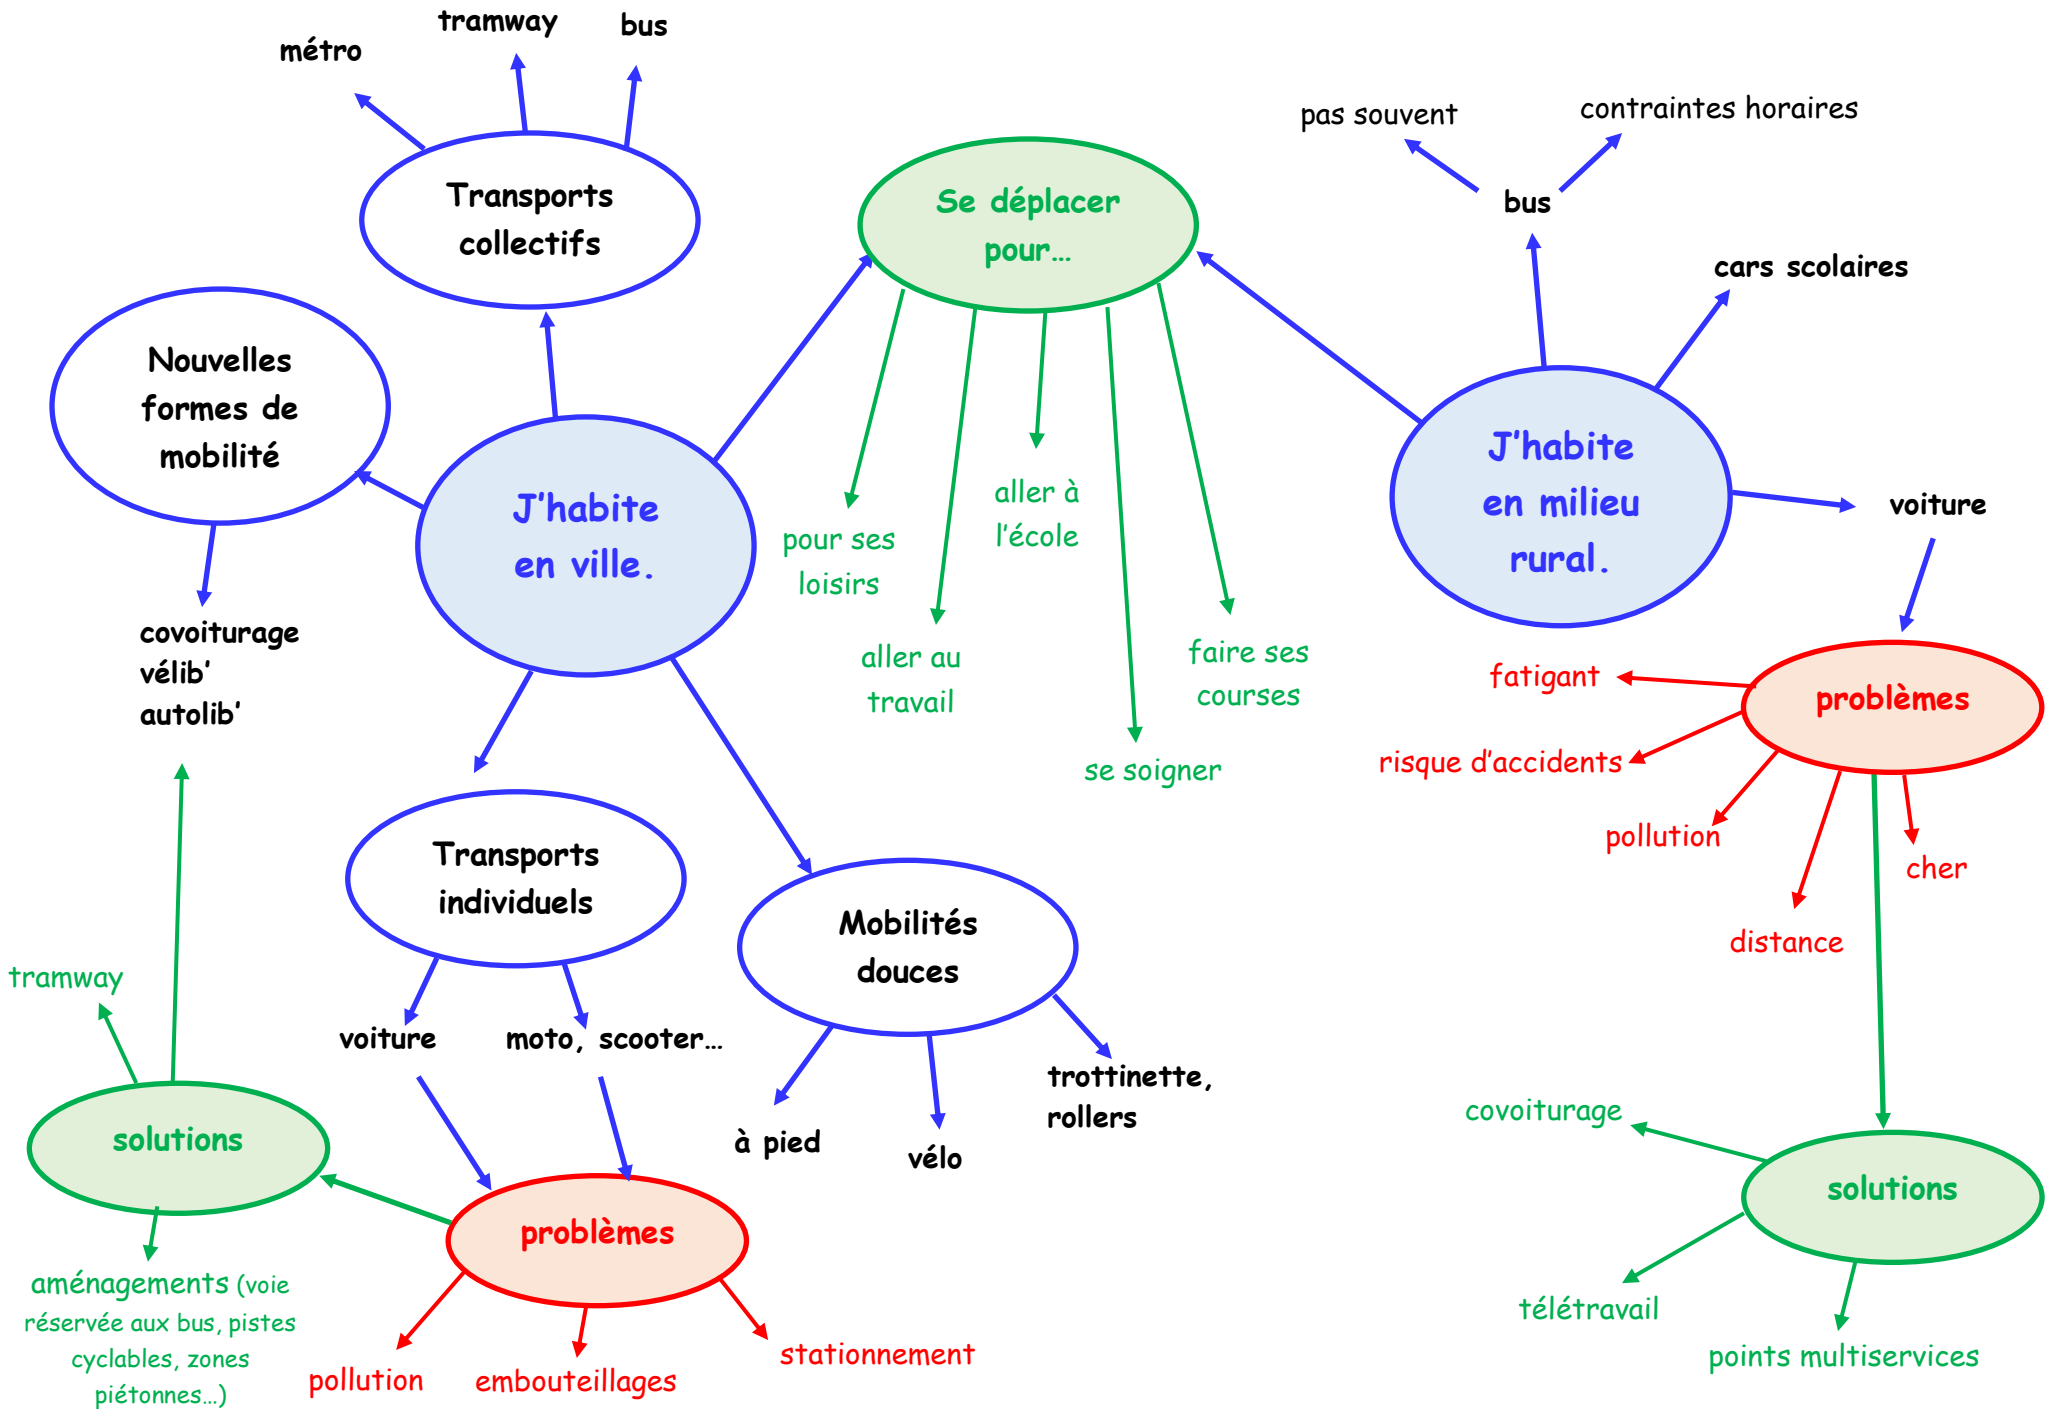 métro
tramway
bus
Transports
collectifs
Nouvelles
formes de
mobilité
covoiturage
vélib’
autolib’
J’habite
en ville.
Se déplacer
pour…
pour ses
loisirs
aller au
travail
aller à
l’école
se soigner
faire ses
courses
pas souvent
contraintes horaires
bus
cars scolaires
J’habite
en milieu
rural.
voiture
problèmes
fatigant
risque d’accidents
pollution
distance
cher
solutions
covoiturage
télétravail
points multiservices
Transports
individuels
voiture
moto, scooter…
Mobilités
douces
à pied
vélo
trottinette,
rollers
problèmes
pollution
embouteillages
stationnement
solutions
tramway
aménagements (voie
réservée aux bus, pistes
cyclables, zones
piétonnes…)